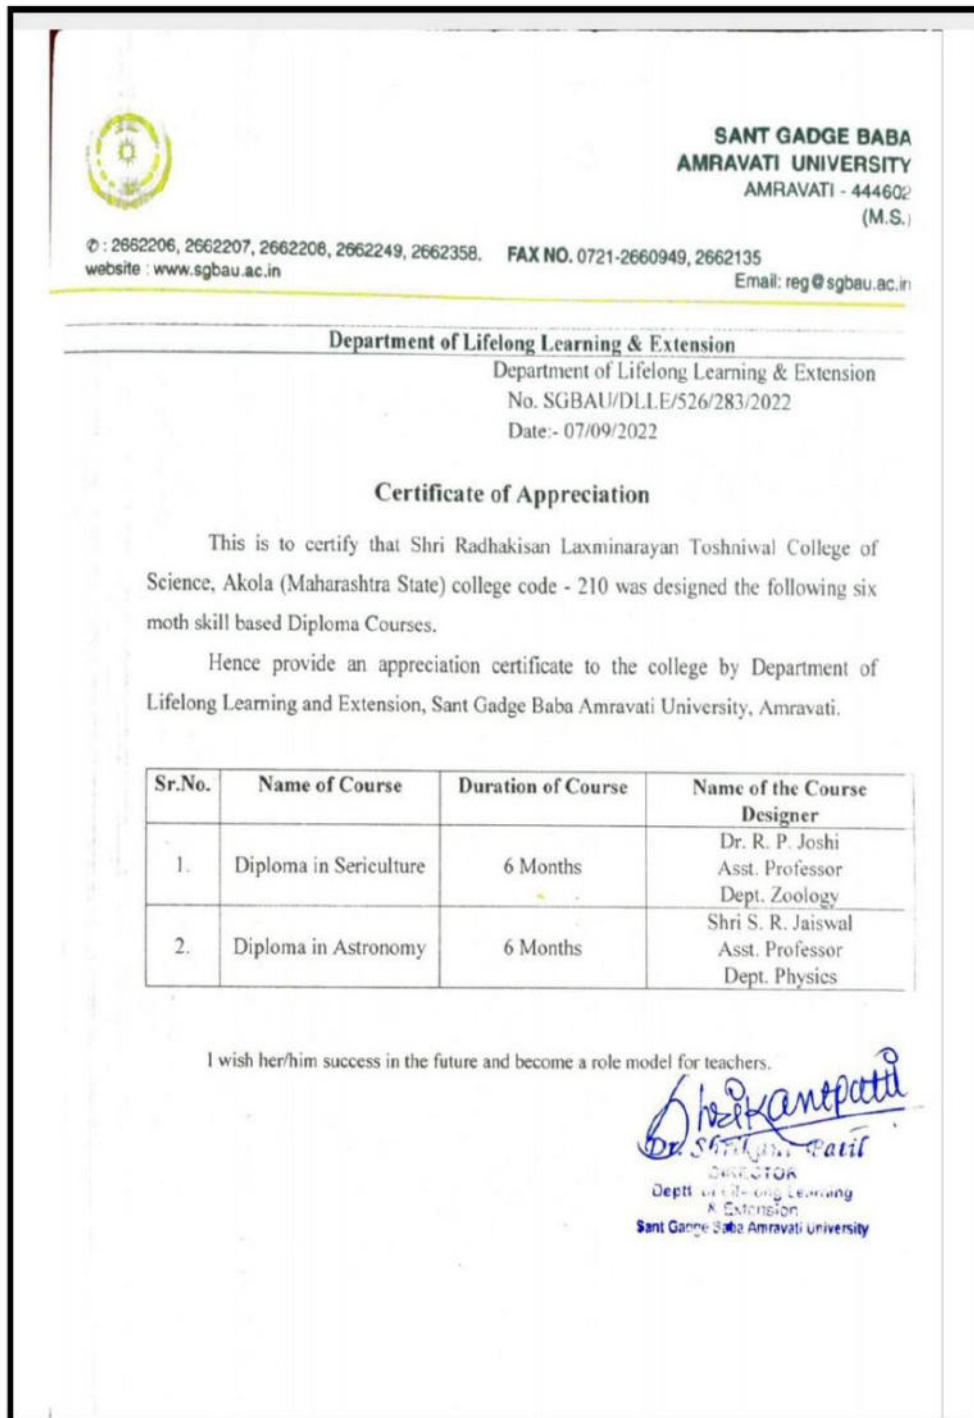 SANT GADGE BABA
AMRAVATI UNIVERSITY
AMRAVATI - 444602
(M.S.)
✆ : 2662206, 2662207, 2662208, 2662249, 2662358. FAX NO. 0721-2660949, 2662135
website : www.sgbau.ac.in
Email: reg@sgbau.ac.in
Department of Lifelong Learning & Extension
Department of Lifelong Learning & Extension
No. SGBAU/DLLE/526/283/2022
Date:- 07/09/2022
Certificate of Appreciation
This is to certify that Shri Radhakisan Laxminarayan Toshniwal College of
Science, Akola (Maharashtra State) college code - 210 was designed the following six
moth skill based Diploma Courses.
Hence provide an appreciation certificate to the college by Department of
Lifelong Learning and Extension, Sant Gadge Baba Amravati University, Amravati.
Sr.No. Name of Course Duration of Course Name of the Course
Designer
Dr. R. P. Joshi
1. Diploma in Sericulture 6 Months Asst. Professor
Dept. Zoology
Shri S. R. Jaiswal
2. Diploma in Astronomy 6 Months Asst. Professor
Dept. Physics
I wish her/him success in the future and become a role model for teachers.
Shrikantpatil
Dr. Shrikant Patil
DIRECTOR
Deptt of Life-long Learning
& Extension
Sant Gadge Baba Amravati University